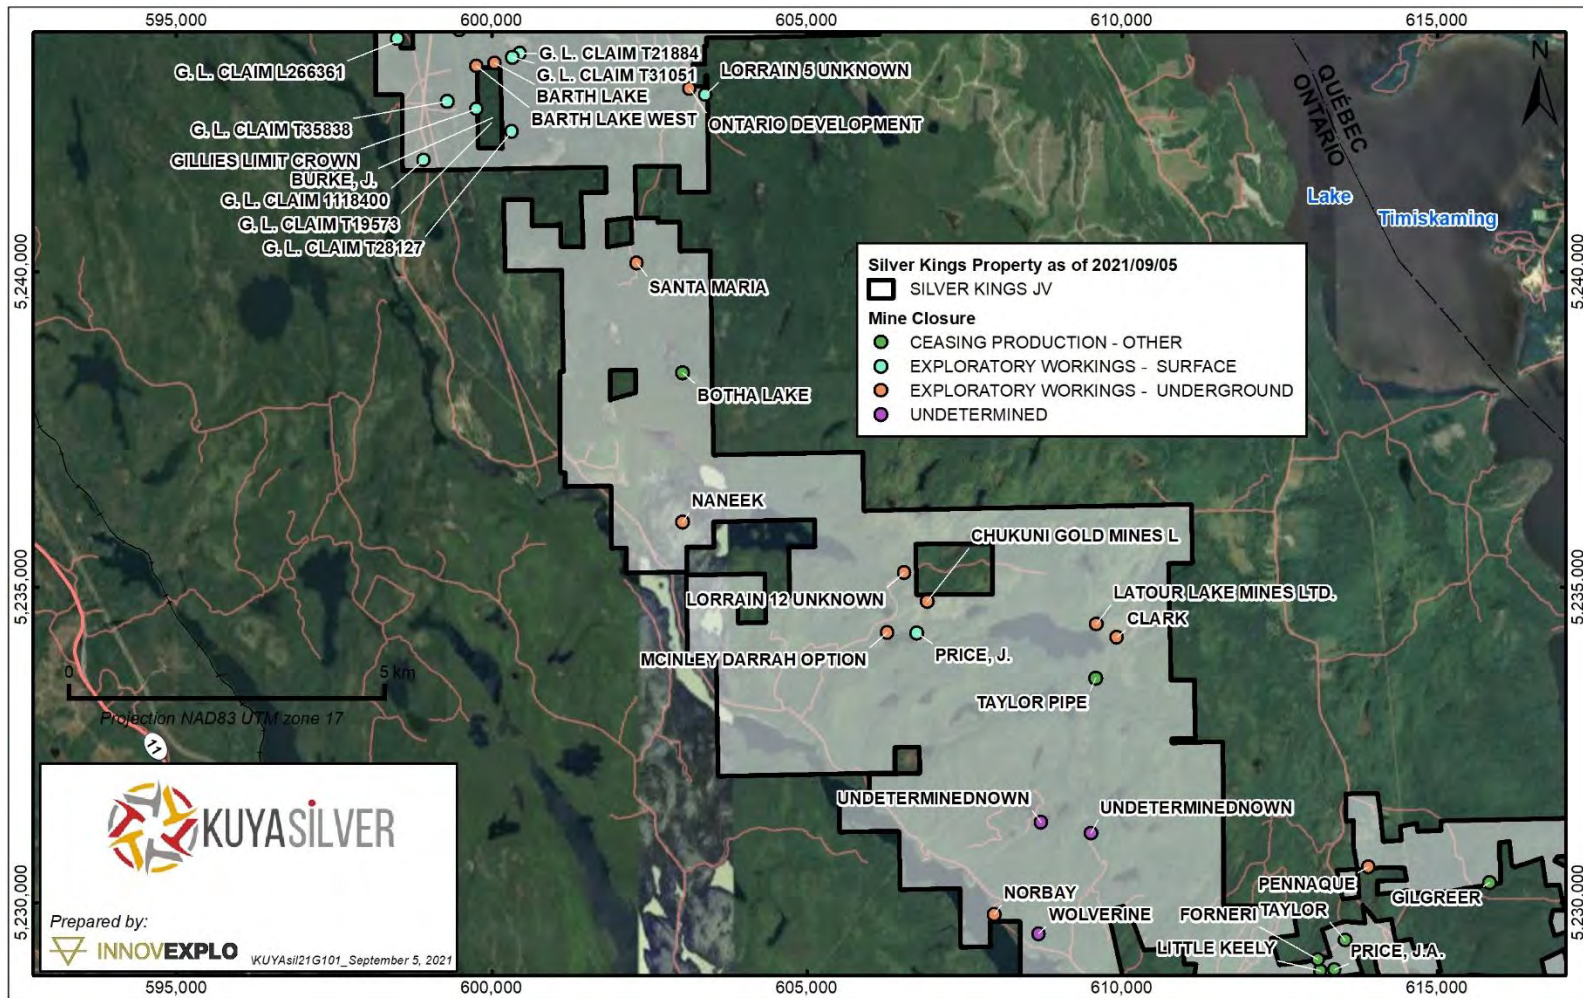 595,000
600,000
605,000
610,000
615,000
G. L. CLAIM L266361
G. L. CLAIM T21884
G. L. CLAIM T31051
BARTH LAKE
BARTH LAKE WEST
LORRAIN 5 UNKNOWN
ONTARIO DEVELOPMENT
G. L. CLAIM T35838
GILLIES LIMIT CROWN
BURKE, J.
G. L. CLAIM 1118400
G. L. CLAIM T19573
G. L. CLAIM T28127
QUÉBEC
ONTARIO
N
Lake
Timiskaming
5,240,000
5,240,000
SANTA MARIA
BOTHA LAKE
Silver Kings Property as of 2021/09/05
SILVER KINGS JV
Mine Closure
CEASING PRODUCTION - OTHER
EXPLORATORY WORKINGS - SURFACE
EXPLORATORY WORKINGS - UNDERGROUND
UNDETERMINED
NANEEK
CHUKUNI GOLD MINES L
5,235,000
5,235,000
LORRAIN 12 UNKNOWN
LATOUR LAKE MINES LTD.
CLARK
MCINLEY DARRAH OPTION
PRICE, J.
TAYLOR PIPE
0
5 km
Projection NAD83 UTM zone 17
11
UNDETERMINEDNOWN
UNDETERMINEDNOWN
KUYASILVER
PENNAQUE
GILGREER
NORBAY
WOLVERINE
FORNERI
TAYLOR
LITTLE KEELY
PRICE, J.A.
5,230,000
5,230,000
Prepared by:
INNOVEXPLO
\KUYAsil21G101_September 5, 2021
595,000
600,000
605,000
610,000
615,000